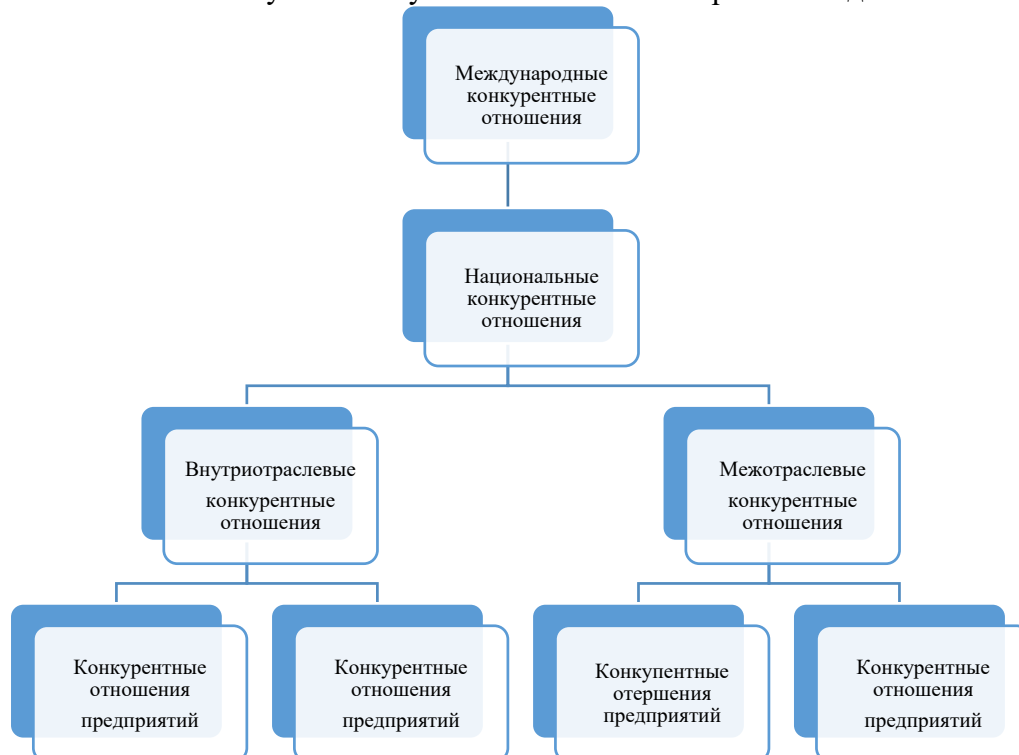 Международные
конкурентные
отношения
Национальные
конкурентные
отношения
Внутриотраслевые
конкурентные
отношения
Межотраслевые
конкурентные
отношения
Конкурентные
отношения
предприятий
Конкурентные
отношения
предприятий
Конкупентные
отершения
предприятий
Конкурентные
отношения
предприятий